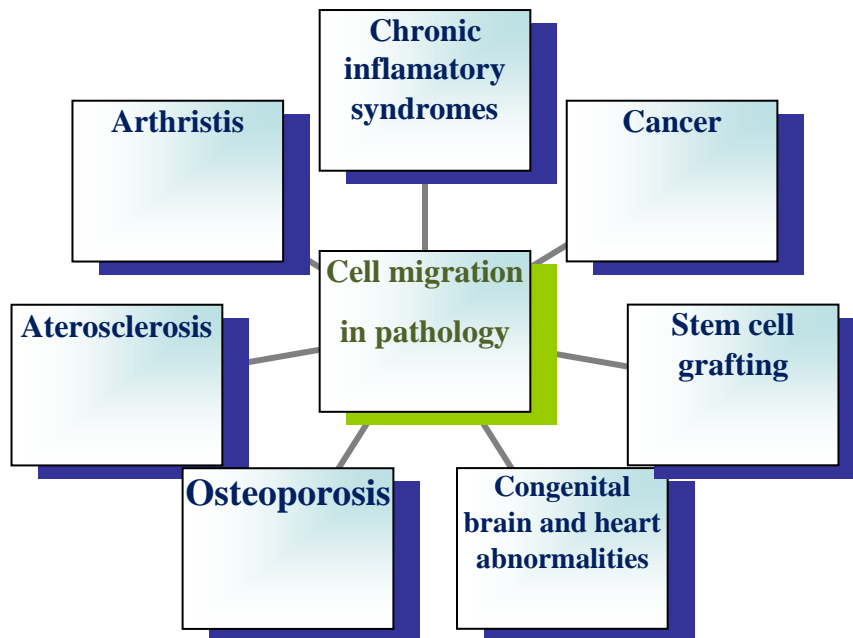 Chronic
inflamatory
syndromes
Arthristis
Cancer
Cell migration
in pathology
Aterosclerosis
Stem cell
grafting
Osteoporosis
Congenital
brain and heart
abnormalities